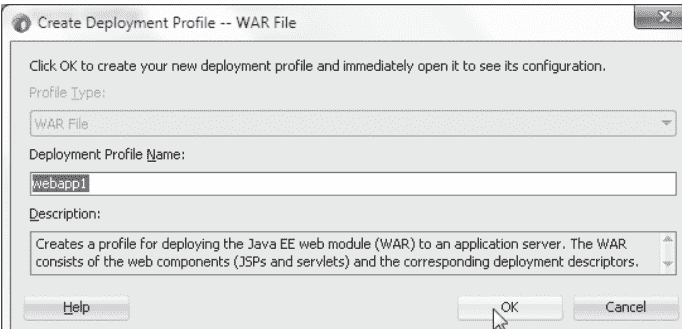 Create Deployment Profile -- WAR File
Click OK to create your new deployment profile and immediately open it to see its configuration.
Profile Type:
WAR File
Deployment Profile Name:
webapp1
Description:
Creates a profile for deploying the Java EE web module (WAR) to an application server. The WAR
consists of the web components (JSPs and servlets) and the corresponding deployment descriptors.
Help OK Cancel